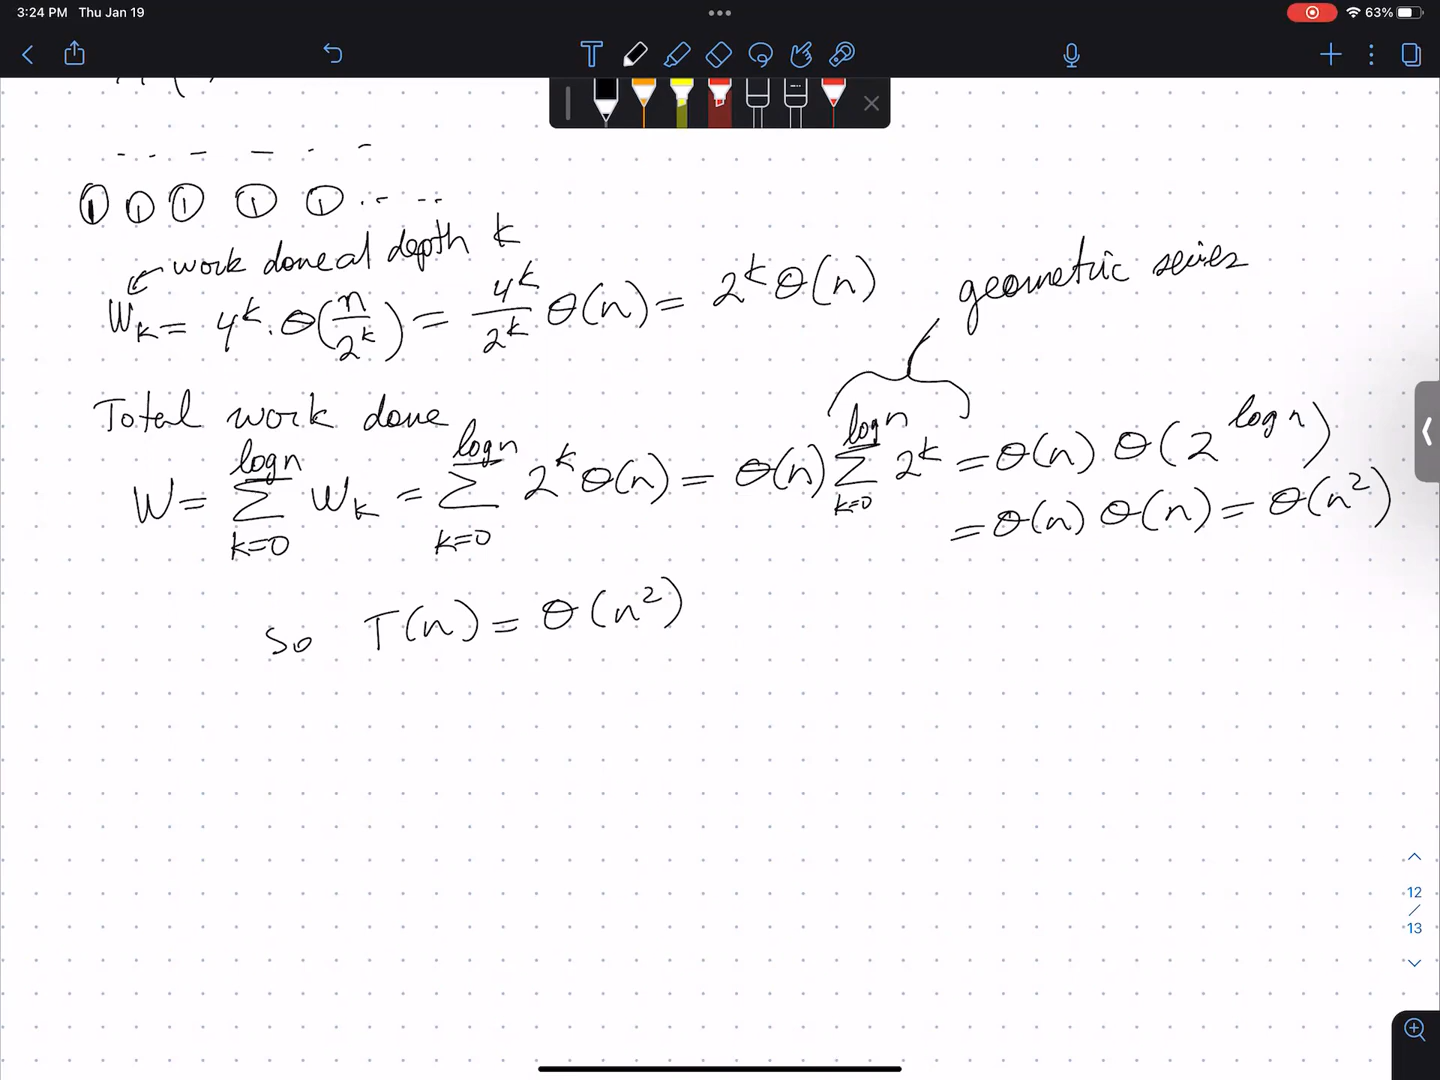 3:24 PM Thu Jan 19
63%
① ① ① ① ① .. - - ..
work done at depth k
W_k = 4^k · Θ(n/2^k) = 4^k/2^k Θ(n) = 2^k Θ(n)
geometric series
Total work done
W = Σ_{k=0}^{log n} W_k = Σ_{k=0}^{log n} 2^k Θ(n) = Θ(n) Σ_{k=0}^{log n} 2^k = Θ(n) Θ(2^{log n})
= Θ(n) Θ(n) = Θ(n^2)
So T(n) = Θ(n^2)
12
/
13